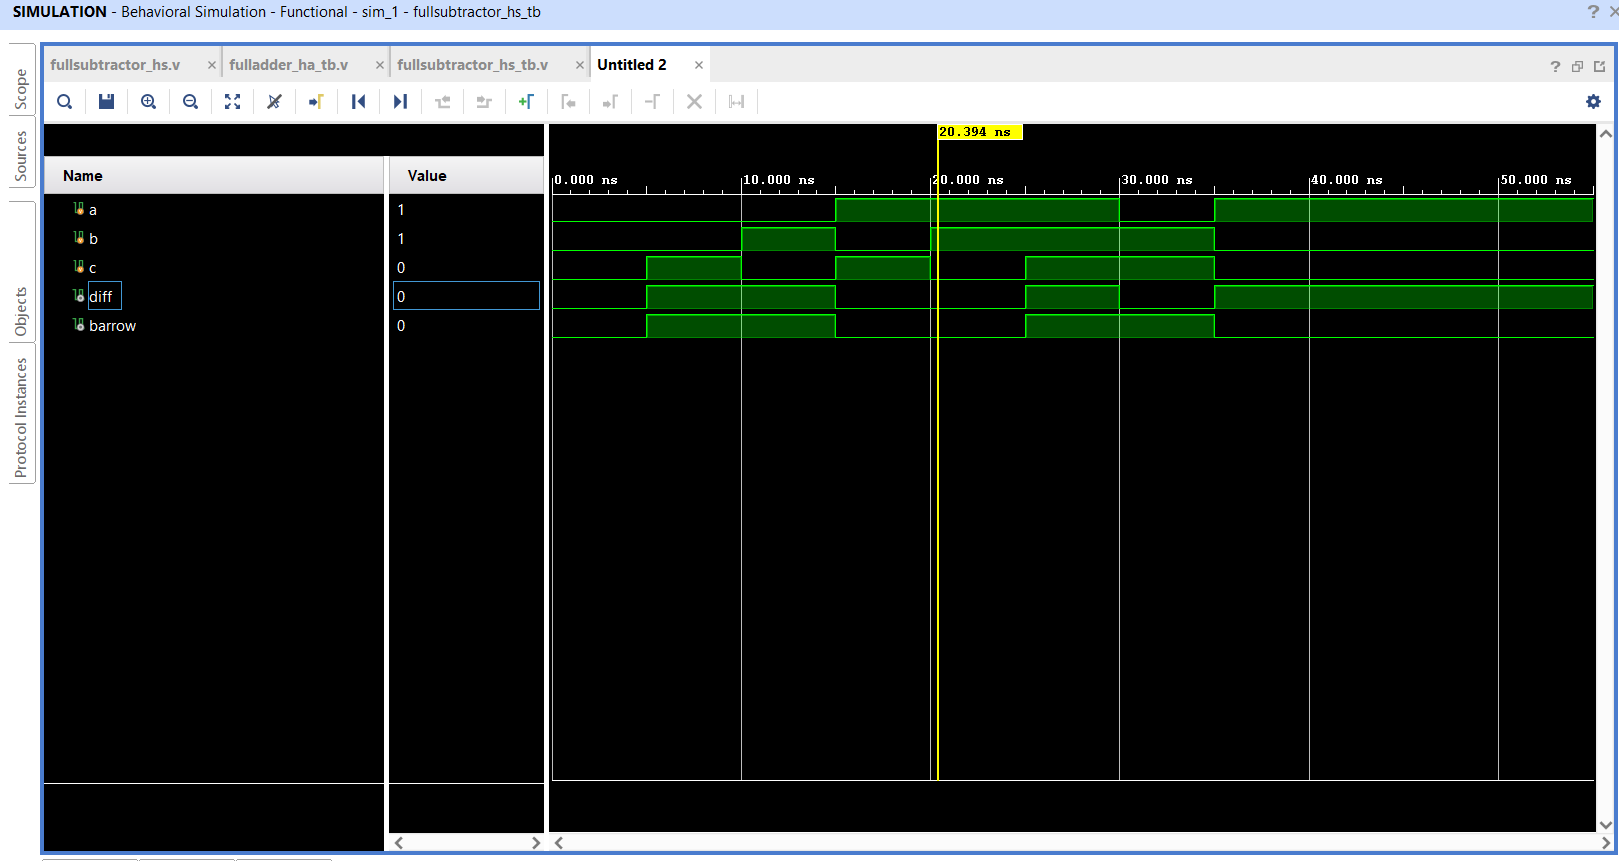 SIMULATION - Behavioral Simulation - Functional - sim_1 - fullsubtractor_hs_tb
Scope
Sources
Objects
Protocol Instances
fullsubtractor_hs.v fulladder_ha_tb.v fullsubtractor_hs_tb.v Untitled 2
20.394 ns
Name Value
0.000 ns 10.000 ns 20.000 ns 30.000 ns 40.000 ns 50.000 ns
a 1
b 1
c 0
diff 0
barrow 0